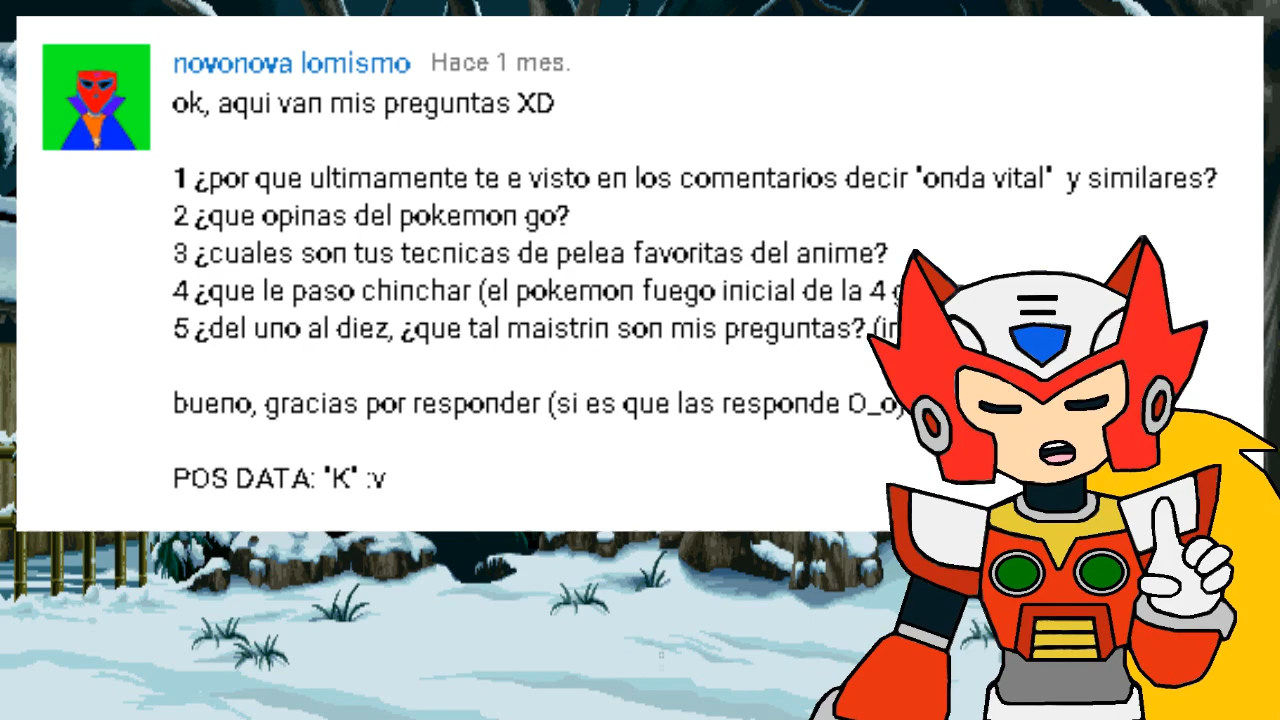 novonova lomismo Hace 1 mes.
ok, aqui van mis preguntas XD
1 ¿por que ultimamente te e visto en los comentarios decir "onda vital" y similares?
2 ¿que opinas del pokemon go?
3 ¿cuales son tus tecnicas de pelea favoritas del anime?
4 ¿que le paso chinchar (el pokemon fuego inicial de la 4
5 ¿del uno al diez, ¿que tal maistrin son mis preguntas?
bueno, gracias por responder (si es que las responde O_o)
POS DATA: "K" :v